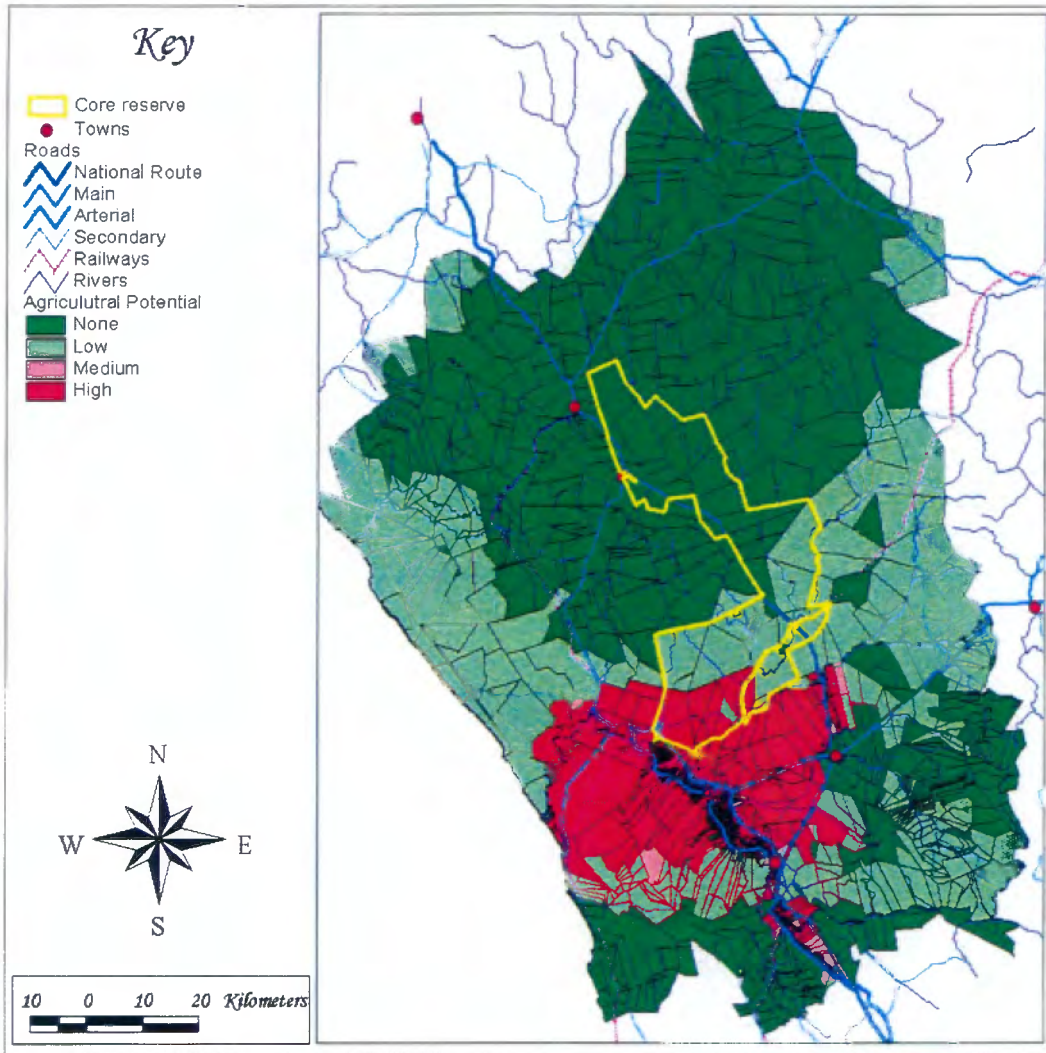 Key
Core reserve
Towns
Roads
National Route
Main
Arterial
Secondary
Railways
Rivers
Agriculutral Potential
None
Low
Medium
High
N
W E
S
10 0 10 20 Kilometers